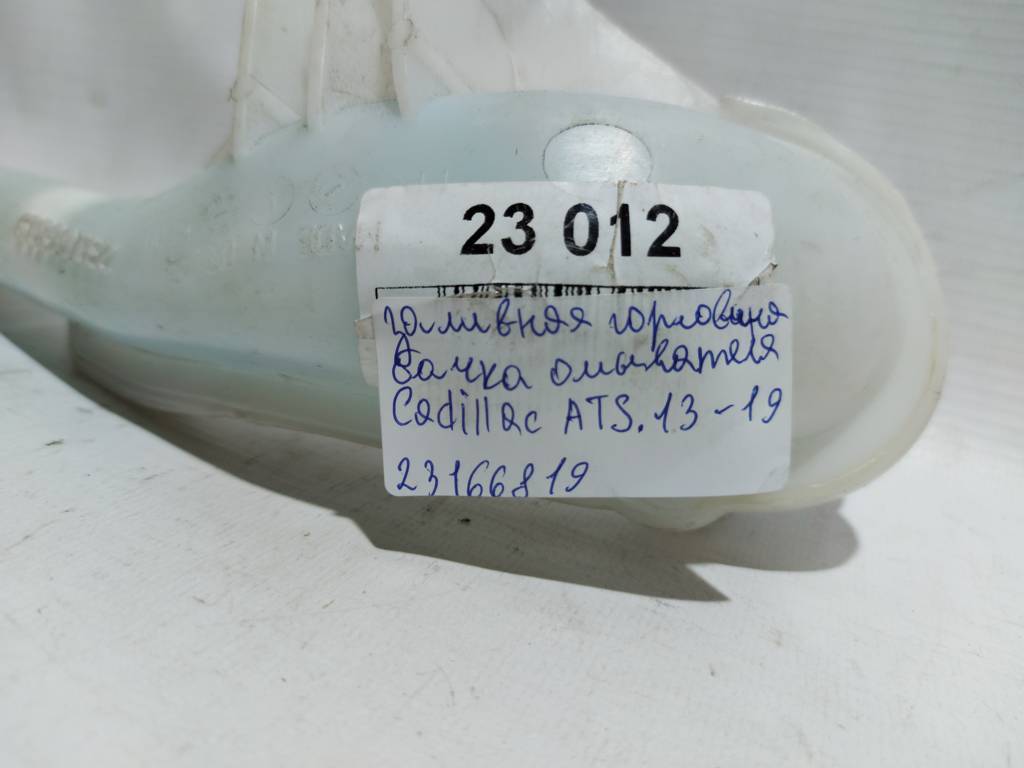 23 012
заливная горловина
бачка омывателя
Cadillac ATS. 13-19
23166819